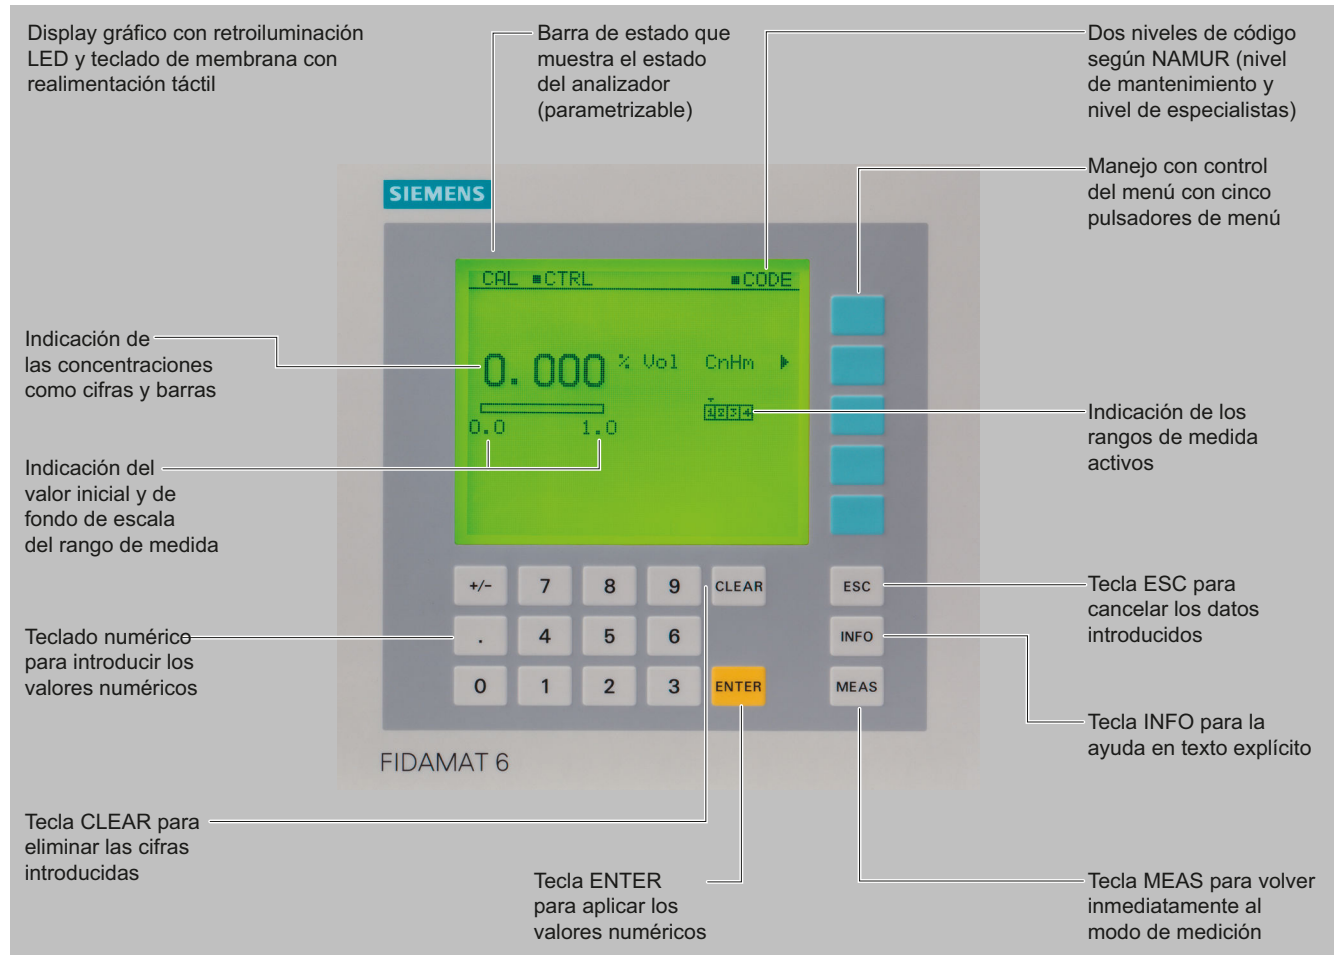 Display gráfico con retroiluminación
LED y teclado de membrana con
realimentación táctil
Barra de estado que
muestra el estado
del analizador
(parametrizable)
Dos niveles de código
según NAMUR (nivel
de mantenimiento y
nivel de especialistas)
Manejo con control
del menú con cinco
pulsadores de menú
SIEMENS
CAL CTRL CODE
Indicación de
las concentraciones
como cifras y barras
0.000 % Vol CnHm
1 2 3 4
0.0 1.0
Indicación de los
rangos de medida
activos
Indicación del
valor inicial y de
fondo de escala
del rango de medida
+/- 7 8 9 CLEAR ESC
. 4 5 6 INFO
0 1 2 3 ENTER MEAS
Tecla ESC para
cancelar los datos
introducidos
Teclado numérico
para introducir los
valores numéricos
Tecla INFO para la
ayuda en texto explícito
FIDAMAT 6
Tecla CLEAR para
eliminar las cifras
introducidas
Tecla ENTER
para aplicar los
valores numéricos
Tecla MEAS para volver
inmediatamente al
modo de medición